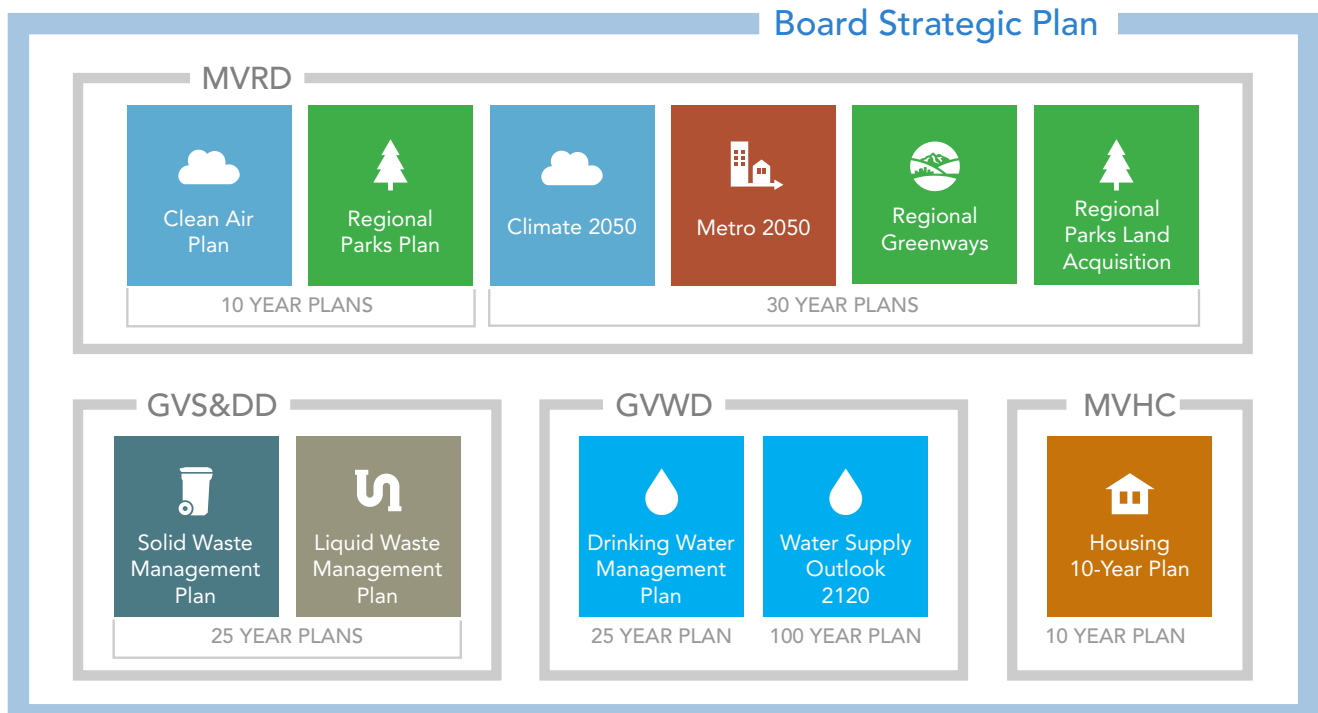 Board Strategic Plan
MVRD
Clean Air
Plan
Regional
Parks Plan
Climate 2050
Metro 2050
Regional
Greenways
Regional
Parks Land
Acquisition
10 YEAR PLANS
30 YEAR PLANS
GVS&DD
Solid Waste
Management
Plan
Liquid Waste
Management
Plan
25 YEAR PLANS
GVWD
Drinking Water
Management
Plan
Water Supply
Outlook
2120
25 YEAR PLAN
100 YEAR PLAN
MVHC
Housing
10-Year Plan
10 YEAR PLAN